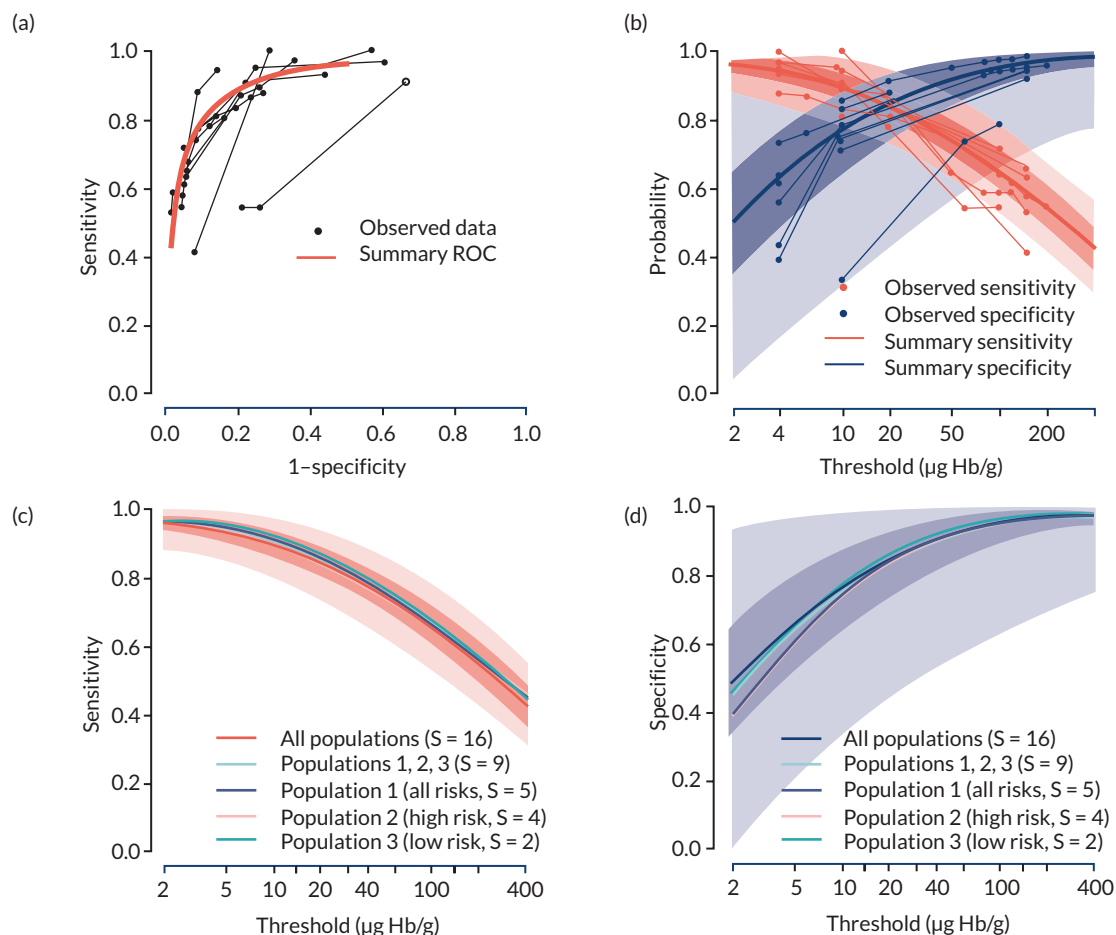 (a)
1.0
0.8
0.6
0.4
0.2
0.0
Sensitivity
Observed data
Summary ROC
0.0 0.2 0.4 0.6 0.8 1.0
1–specificity
(b)
1.0
0.8
0.6
0.4
0.2
0.0
Probability
Observed sensitivity
Observed specificity
Summary sensitivity
Summary specificity
2 4 10 20 50 100 200
Threshold (µg Hb/g)
(c)
1.0
0.8
0.6
0.4
0.2
0.0
Sensitivity
All populations (S = 16)
Populations 1, 2, 3 (S = 9)
Population 1 (all risks, S = 5)
Population 2 (high risk, S = 4)
Population 3 (low risk, S = 2)
2 5 10 20 40 100 200 400
Threshold (µg Hb/g)
(d)
1.0
0.8
0.6
0.4
0.2
0.0
Specificity
All populations (S = 16)
Populations 1, 2, 3 (S = 9)
Population 1 (all risks, S = 5)
Population 2 (high risk, S = 4)
Population 3 (low risk, S = 2)
2 5 10 20 40 100 200 400
Threshold (µg Hb/g)